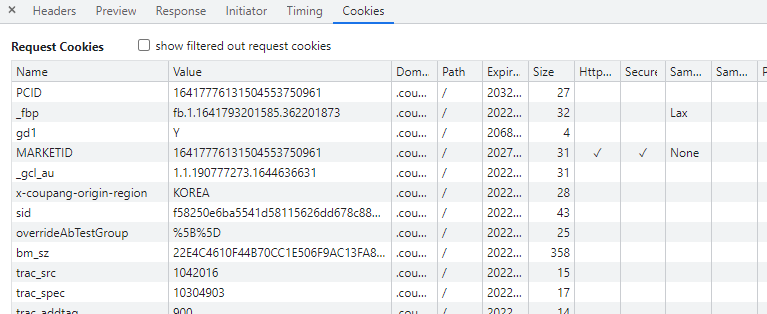 × Headers Preview Response Initiator Timing Cookies
Request Cookies show filtered out request cookies
Name Value Dom... Path Expir... Size Http... Secure Sam... Sam... P
PCID 16417776131504553750961 .cou... / 2032... 27
_fbp fb.1.1641793201585.362201873 .cou... / 2022... 32 Lax
gd1 Y .cou... / 2068... 4
MARKETID 16417776131504553750961 .cou... / 2027... 31 ✓ ✓ None
_gcl_au 1.1.190777273.1644636631 .cou... / 2022... 31
x-coupang-origin-region KOREA .cou... / 2022... 28
sid f58250e6ba5541d58115626dd678c88... .cou... / 2022... 43
overrideAbTestGroup %5B%5D .cou... / 2022... 25
bm_sz 22E4C4610F44B70CC1E506F9AC13FA8... .cou... / 2022... 358
trac_src 1042016 .cou... / 2022... 15
trac_spec 10304903 .cou... / 2022... 17
trac_addtag 900 .cou... / 2022... 14